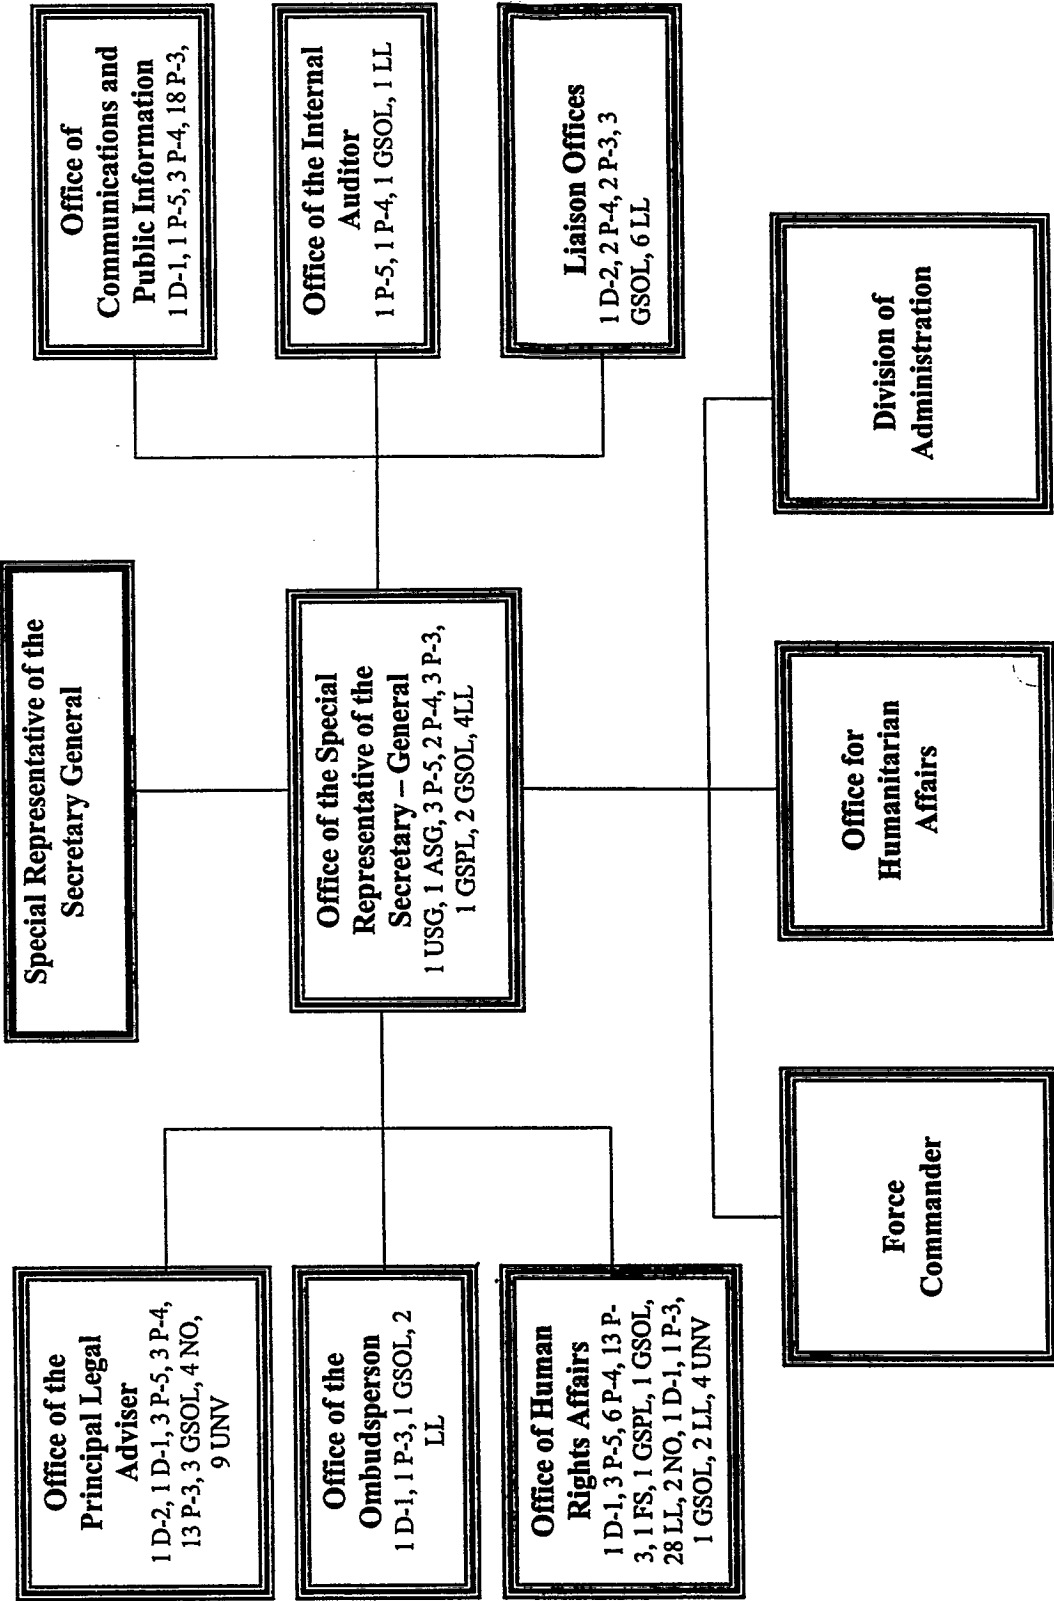 Special Representative of the
Secretary General
Office of the Special
Representative of the
Secretary – General
1 USG, 1 ASG, 3 P-5, 2 P-4, 3 P-3,
1 GSPL, 2 GSOL, 4LL
Office of the
Principal Legal
Adviser
1 D-2, 1 D-1, 3 P-5, 3 P-4,
13 P-3, 3 GSOL, 4 NO,
9 UNV
Office of the
Ombudsperson
1 D-1, 1 P-3, 1 GSOL, 2
LL
Office of Human
Rights Affairs
1 D-1, 3 P-5, 6 P-4, 13 P-
3, 1 FS, 1 GSPL, 1 GSOL,
28 LL, 2 NO, 1 D-1, 1 P-3,
1 GSOL, 2 LL, 4 UNV
Office of
Communications and
Public Information
1 D-1, 1 P-5, 3 P-4, 18 P-3,
Office of the Internal
Auditor
1 P-5, 1 P-4, 1 GSOL, 1 LL
Liaison Offices
1 D-2, 2 P-4, 2 P-3, 3
GSOL, 6 LL
Force
Commander
Office for
Humanitarian
Affairs
Division of
Administration